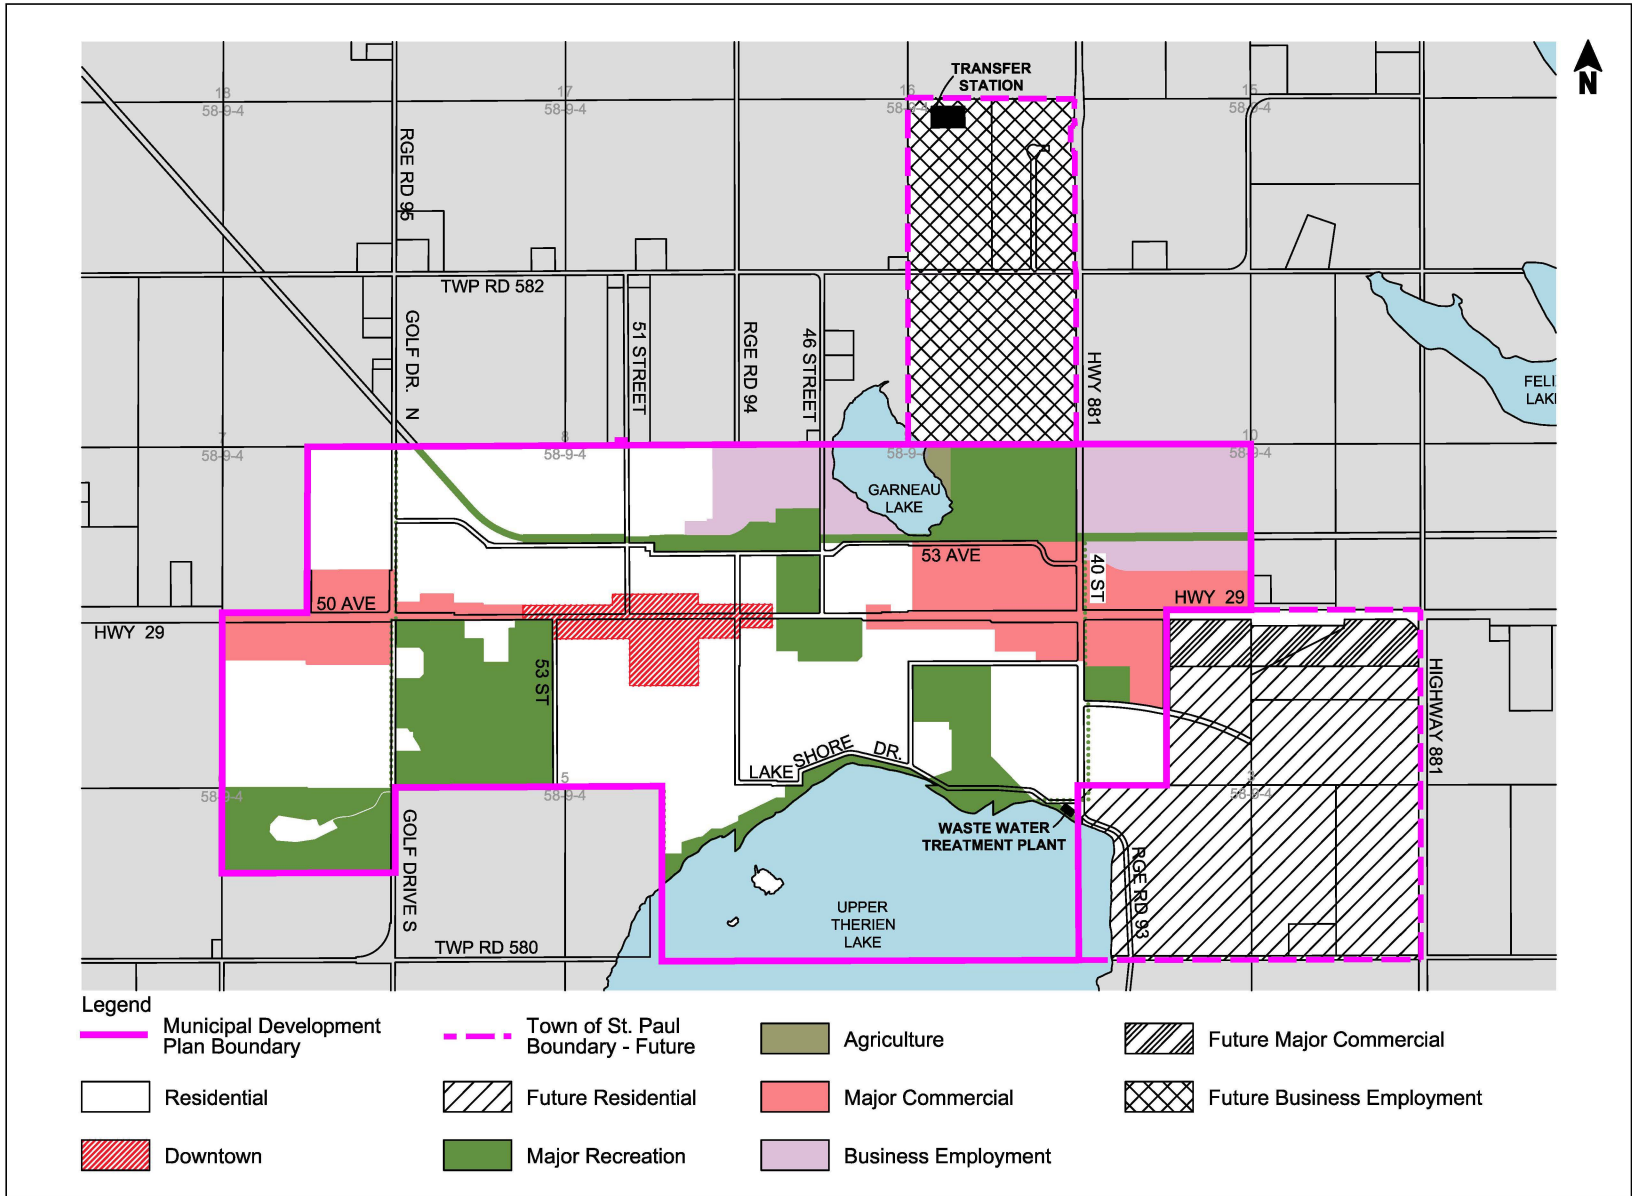 N
TRANSFER
STATION
18
58-9-4
17
58-9-4
16
58-9-4
15
58-9-4
RGE RD 95
TWP RD 582
GOLF DR. N
51 STREET
RGE RD 94
46 STREET
HWY 881
FELI
LAK
7
58-9-4
8
58-9-4
58-9-
10
58-9-4
GARNEAU
LAKE
53 AVE
40 ST
50 AVE
HWY 29
HWY 29
53 ST
HIGHWAY 881
LAKE SHORE DR.
58-9-4
5
58-9-4
58-9-4
WASTE WATER
TREATMENT PLANT
GOLF DRIVE S
RGE RD 93
UPPER
THERIEN
LAKE
TWP RD 580
Legend
Municipal Development
Plan Boundary
Town of St. Paul
Boundary - Future
Agriculture
Future Major Commercial
Residential
Future Residential
Major Commercial
Future Business Employment
Downtown
Major Recreation
Business Employment